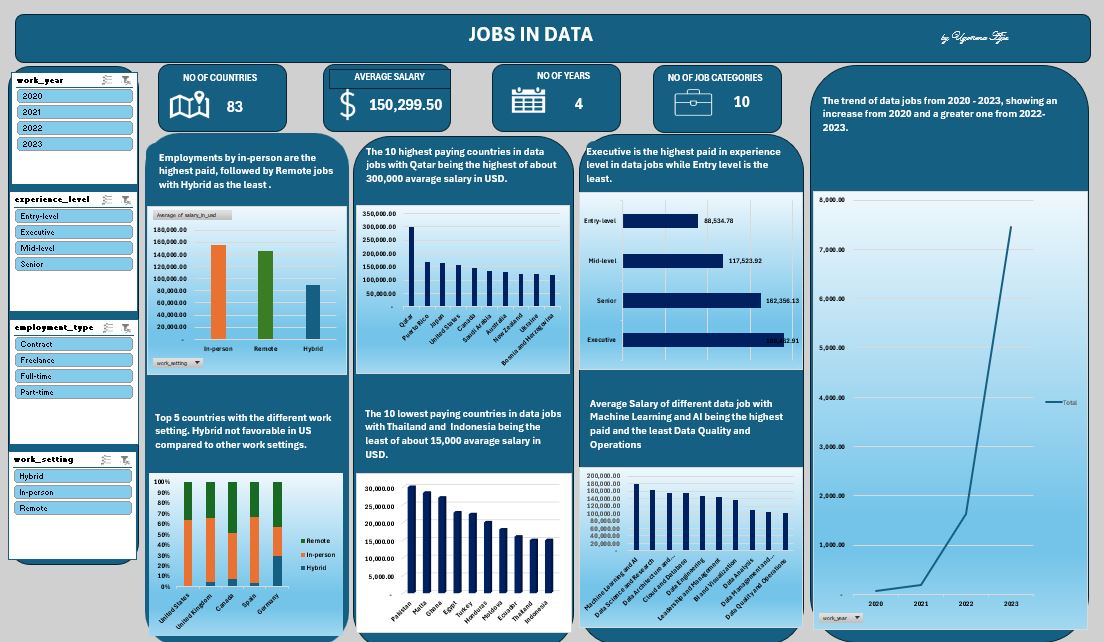 JOBS IN DATA
work_year
2020
2021
2022
2023
experience_level
Entry-level
Executive
Mid-level
Senior
employment_type
Contract
Freelance
Full-time
Part-time
work_setting
Hybrid
In-person
Remote
NO OF COUNTRIES
83
AVERAGE SALARY
150,299.50
NO OF YEARS
4
NO OF JOB CATEGORIES
10
Employments by in-person are the
highest paid, followed by Remote jobs
with Hybrid as the least .
Average of salary_in_usd
180,000.00
160,000.00
140,000.00
120,000.00
100,000.00
80,000.00
60,000.00
40,000.00
20,000.00
-
In-person
Remote
Hybrid
work_setting
The 10 highest paying countries in data
jobs with Qatar being the highest of about
300,000 avarage salary in USD.
350,000.00
300,000.00
250,000.00
200,000.00
150,000.00
100,000.00
50,000.00
-
Qatar
Puerto Rico
Japan
United States
Canada
Saudi Arabia
Australia
New Zealand
Ukraine
Bosnia and Herzegovina
Executive is the highest paid in experience
level in data jobs while Entry level is the
least.
Entry-level
88,534.78
Mid-level
117,523.92
Senior
162,356.13
Executive
The trend of data jobs from 2020 - 2023, showing an
increase from 2020 and a greater one from 2022-
2023.
8,000.00
7,000.00
6,000.00
5,000.00
4,000.00
3,000.00
2,000.00
1,000.00
-
2020
2021
2022
2023
Total
work_year
Top 5 countries with the different work
setting. Hybrid not favorable in US
compared to other work settings.
100%
90%
80%
70%
60%
50%
40%
30%
20%
10%
0%
United States
United Kingdom
Canada
Spain
Germany
Remote
In-person
Hybrid
The 10 lowest paying countries in data jobs
with Thailand and Indonesia being the
least of about 15,000 avarage salary in
USD.
30,000.00
25,000.00
20,000.00
15,000.00
10,000.00
5,000.00
-
Pakistan
Malta
Ghana
Egypt
Turkey
Honduras
Moldova
Ecuador
Thailand
Indonesia
Average Salary of different data job with
Machine Learning and AI being the highest
paid and the least Data Quality and
Operations
200,000.00
180,000.00
160,000.00
140,000.00
120,000.00
100,000.00
80,000.00
60,000.00
40,000.00
20,000.00
-
Machine Learning and AI
Data Science and Research
Data Architecture and...
Cloud and Database
Data Engineering
Leadership and Management
BI and Visualization
Data Analysis
Data Management and...
Data Quality and Operations